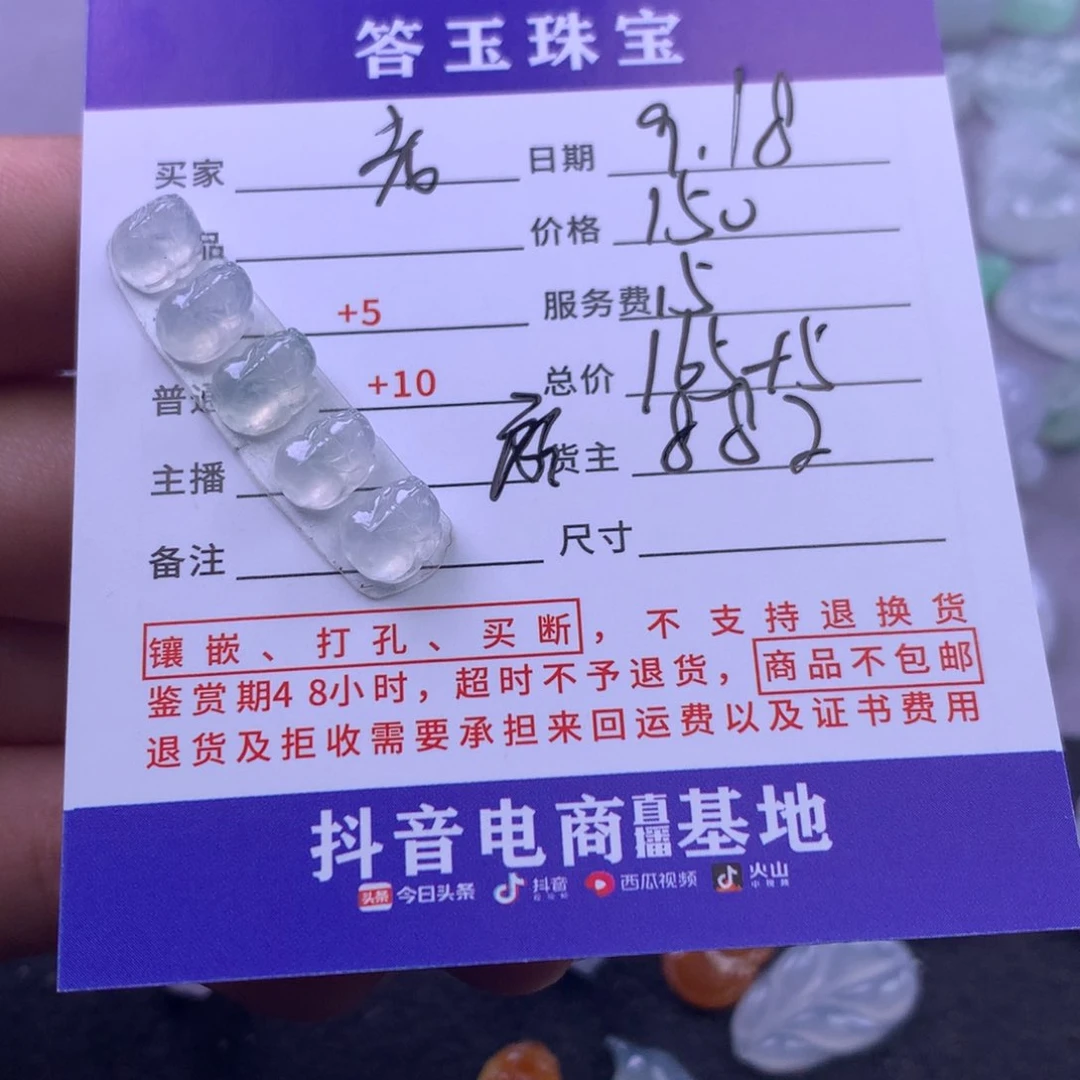 答玉珠宝
买家 日期 9.18
品 价格 150
+5 服务费 15
普通 +10 总价 165+5
主播 货主 882
备注 尺寸
镶嵌、打孔、买断，不支持退换货
鉴赏期48小时，超时不予退货，商品不包邮
退货及拒收需要承担来回运费以及证书费用
抖音电商直播基地
头条 今日头条 抖音 西瓜视频 火山